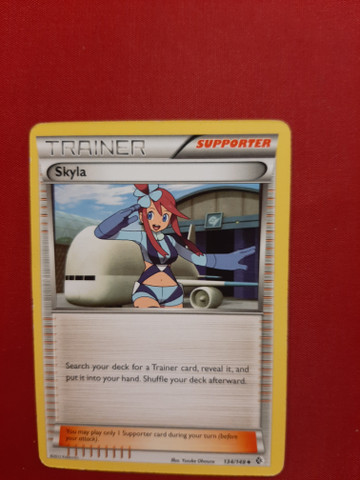 TRAINER
SUPPORTER
Skyla
Search your deck for a Trainer card, reveal it, and
put it into your hand. Shuffle your deck afterward.
You may play only 1 Supporter card during your turn (before
your attack).
Illus. Yusuke Ohmura
134/149